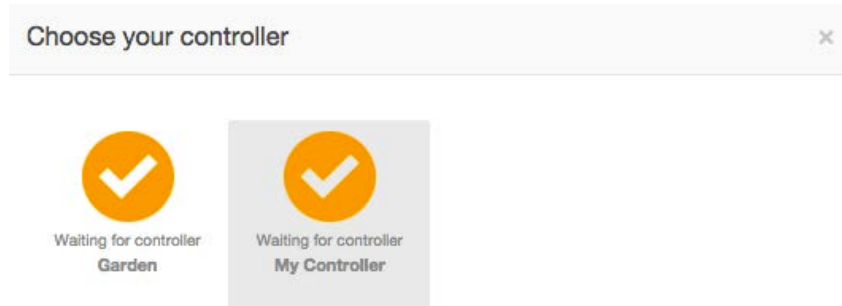 Choose your controller
×
Waiting for controller
Garden
Waiting for controller
My Controller